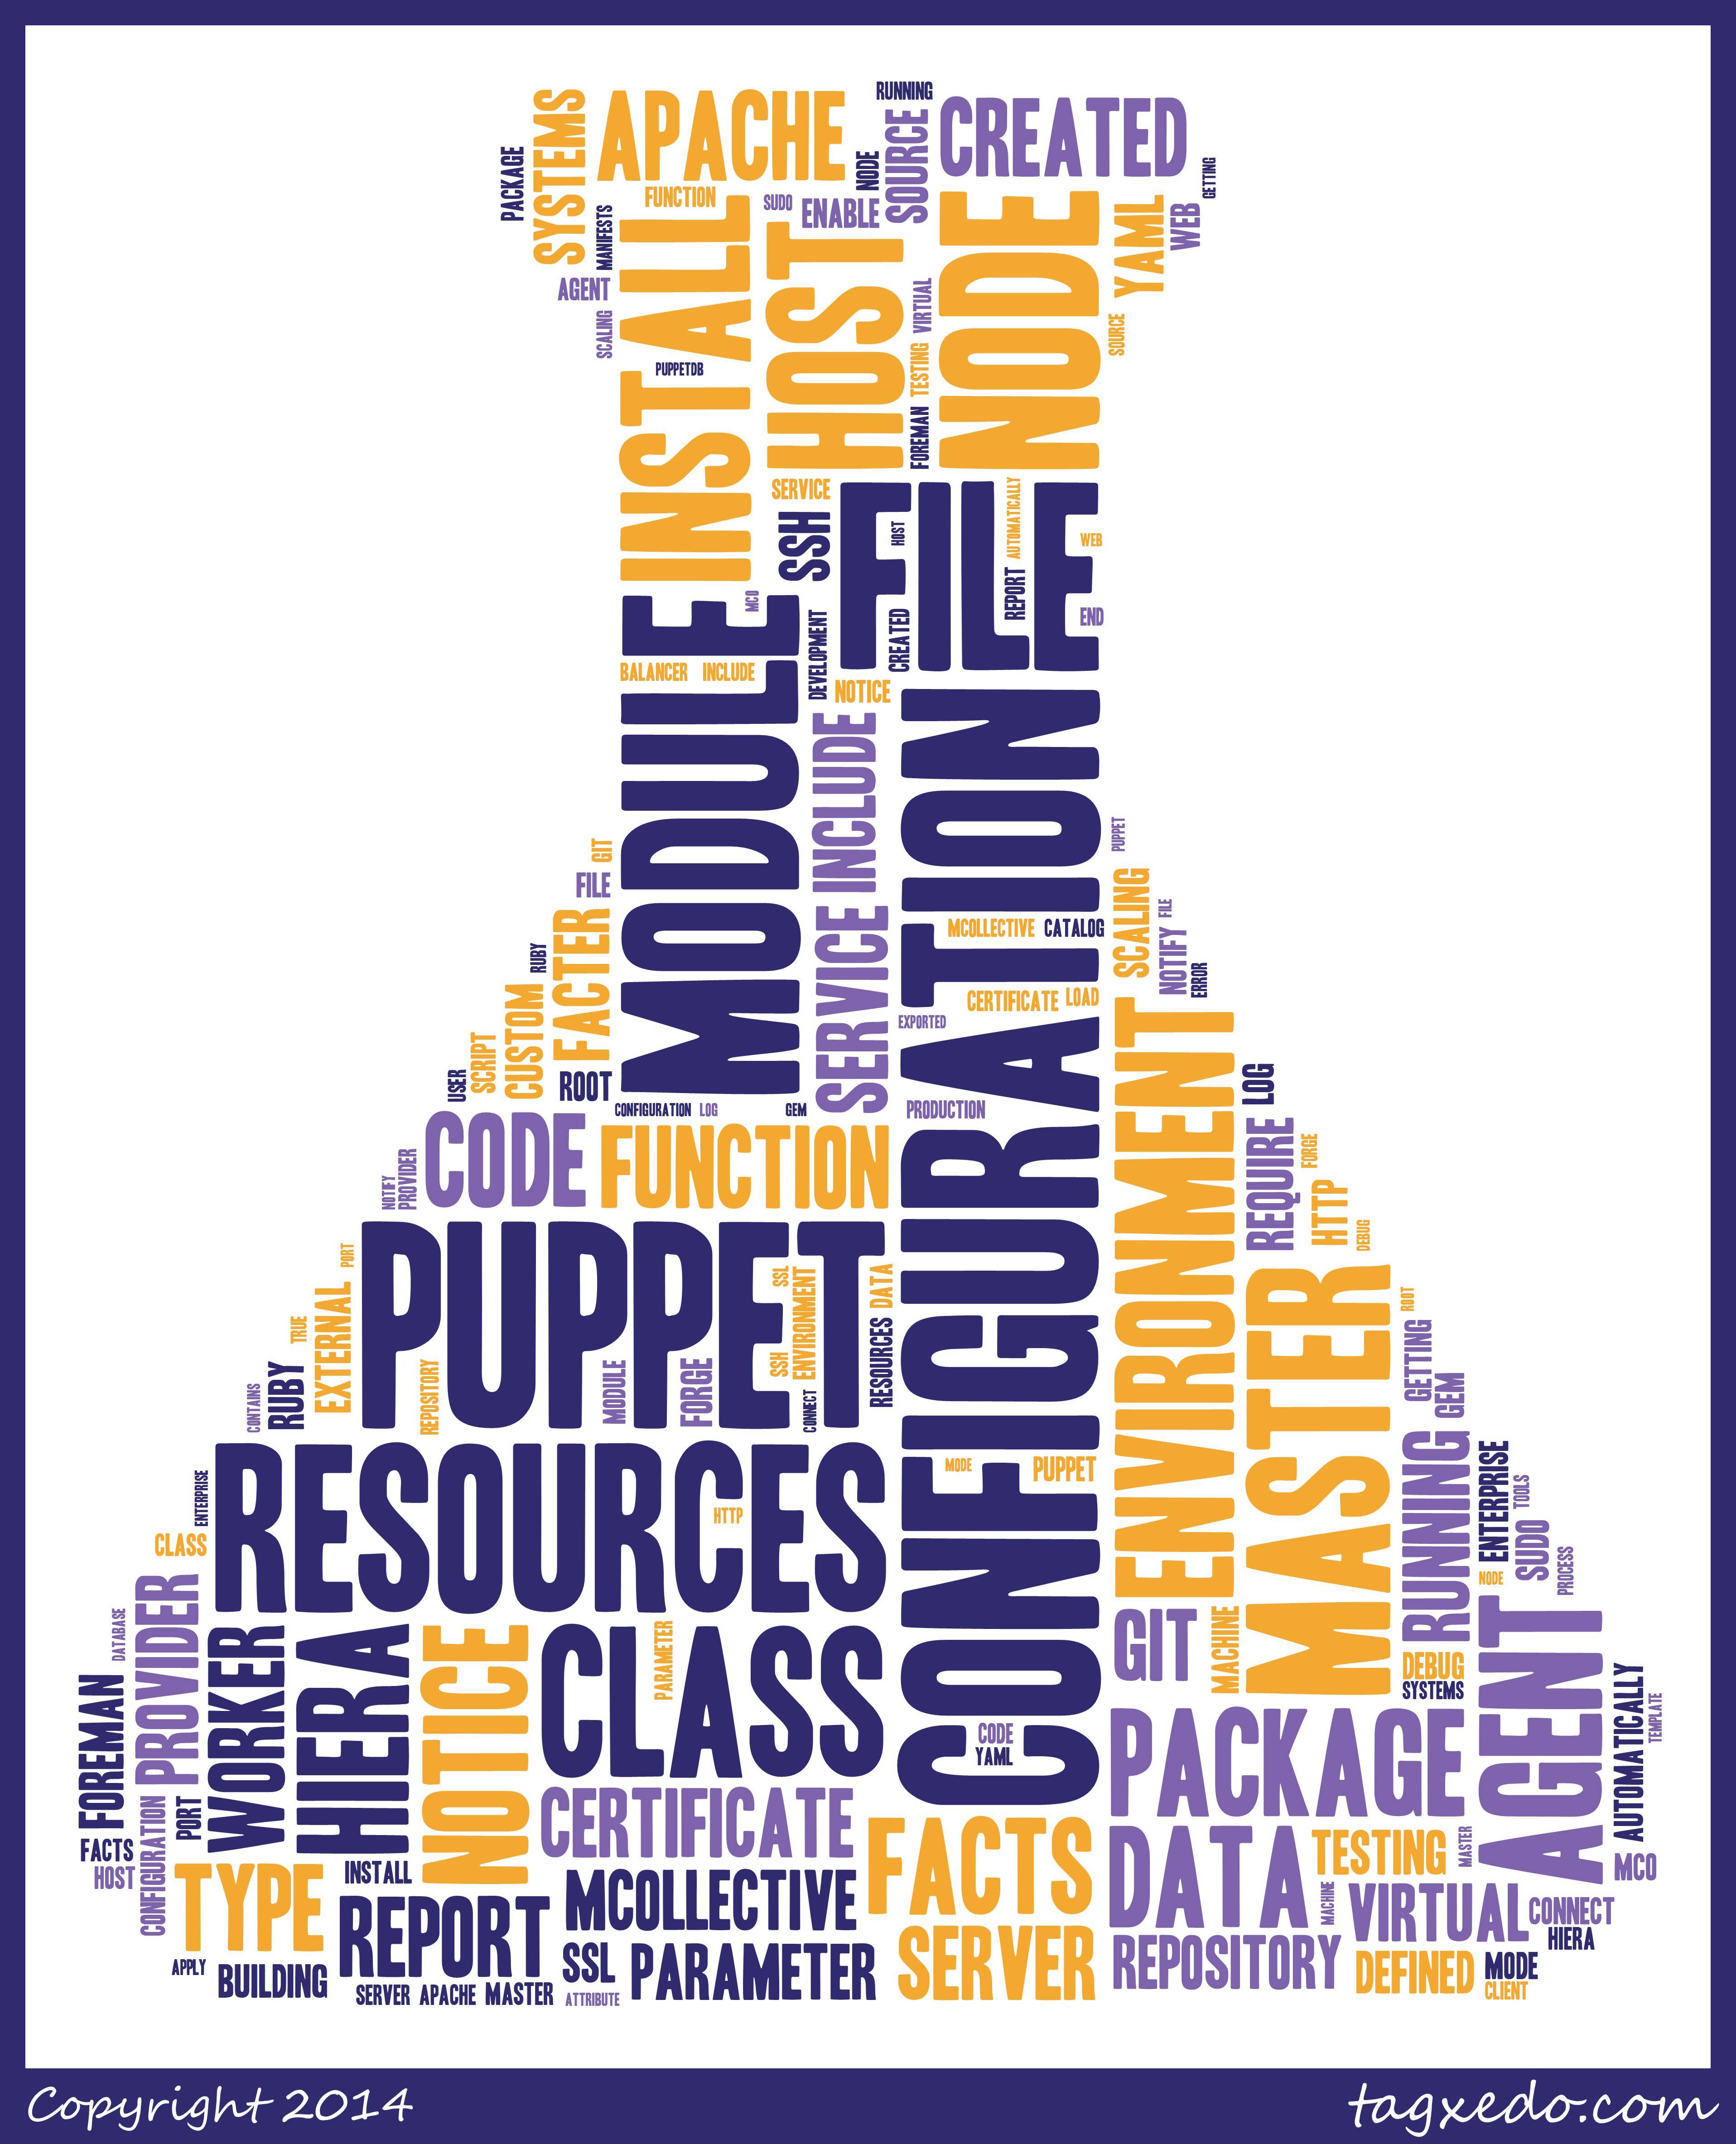 RUNNING
APACHE
CREATED
SYSTEMS
SOURCE
PACKAGE
NODE
GETTING
FUNCTION
SUDO
ENABLE
NODE
YAML
WEB
MANIFESTS
INSTALL
HOST
AGENT
VIRTUAL
SCALING
SOURCE
TESTING
PUPPETDB
FOREMAN
SERVICE
FILE
AUTOMATICALLY
SSH
HOST
WEB
REPORT
MCO
MODULE
CREATED
END
DEVELOPMENT
BALANCER INCLUDE
NOTICE
CONFIGURATION
INCLUDE
PUPPET
GIT
FILE
SCALING
FILE
FACTER
SERVICE
MCOLLECTIVE CATALOG
NOTIFY
RUBY
ERROR
CUSTOM
CERTIFICATE LOAD
EXPORTED
ENVIRONMENT
SCRIPT
USER
ROOT
LOG
CONFIGURATION LOG
GEM
PRODUCTION
CODE
FUNCTION
REQUIRE
FORGE
NOTIFY
PROVIDER
HTTP
DEBUG
PUPPET
PORT
SSL
ENVIRONMENT
DATA
MASTER
EXTERNAL
TRUE
ROOT
RESOURCES
GETTING
SSH
RUBY
REPOSITORY
MODULE
FORGE
CONTAINS
CONNECT
GEM
RESOURCES
RUNNING
ENTERPRISE
MODE
PUPPET
ENTERPRISE
TOOLS
HTTP
CLASS
SUDO
PROCESS
NODE
PROVIDER
DATABASE
AGENT
GIT
MACHINE
WORKER
HIERA
NOTICE
CLASS
PARAMETER
DEBUG
SYSTEMS
FOREMAN
AUTOMATICALLY
TEMPLATE
PACKAGE
CODE
YAML
CONFIGURATION
PORT
CERTIFICATE
FACTS
FACTS
DATA
TESTING
MASTER
HOST
TYPE
INSTALL
MCO
MCOLLECTIVE
MACHINE
VIRTUAL
REPORT
CONNECT
SERVER
REPOSITORY
HIERA
SSL
PARAMETER
DEFINED
MODE
APPLY
BUILDING
SERVER APACHE MASTER
ATTRIBUTE
CLIENT
Copyright 2014
tagxedo.com